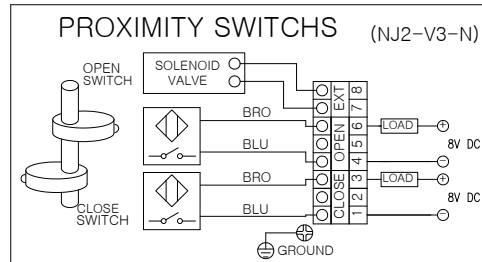 PROXIMITY SWITCHS (NJ2-V3-N)
OPEN
SWITCH
SOLENOID
VALVE
BRO
BLU
BRO
BLU
CLOSE
SWITCH
GROUND
EXT
OPEN
CLOSE
8
7
6
5
4
3
2
1
LOAD
8V DC
LOAD
8V DC